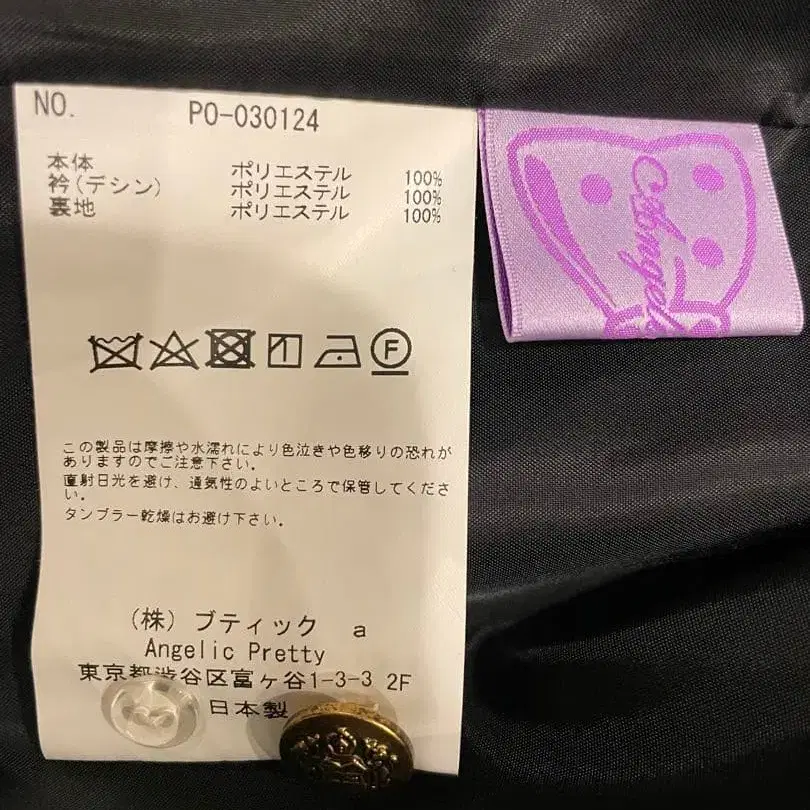 NO. PO-030124
本体 ポリエステル 100%
衿(デシン) ポリエステル 100%
裏地 ポリエステル 100%
F
この製品は摩擦や水濡れにより色泣きや色移りの恐れが
ありますのでご注意下さい。
直射日光を避け、通気性のよいところで保管してくださ
い。
タンブラー乾燥はお避け下さい。
(株) ブティック a
Angelic Pretty
東京都渋谷区富ヶ谷1-3-3 2F
日本製